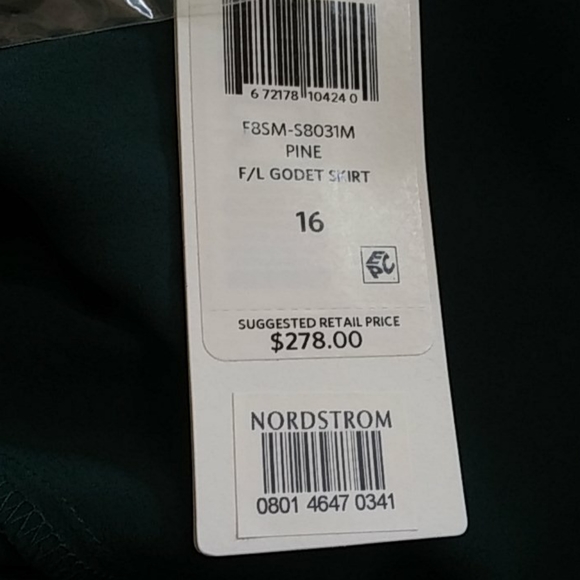 6 72178 10424 0
F8SM-S8031M
PINE
F/L GODET SKIRT
16
EPC
SUGGESTED RETAIL PRICE
$278.00
NORDSTROM
0801 4647 0341